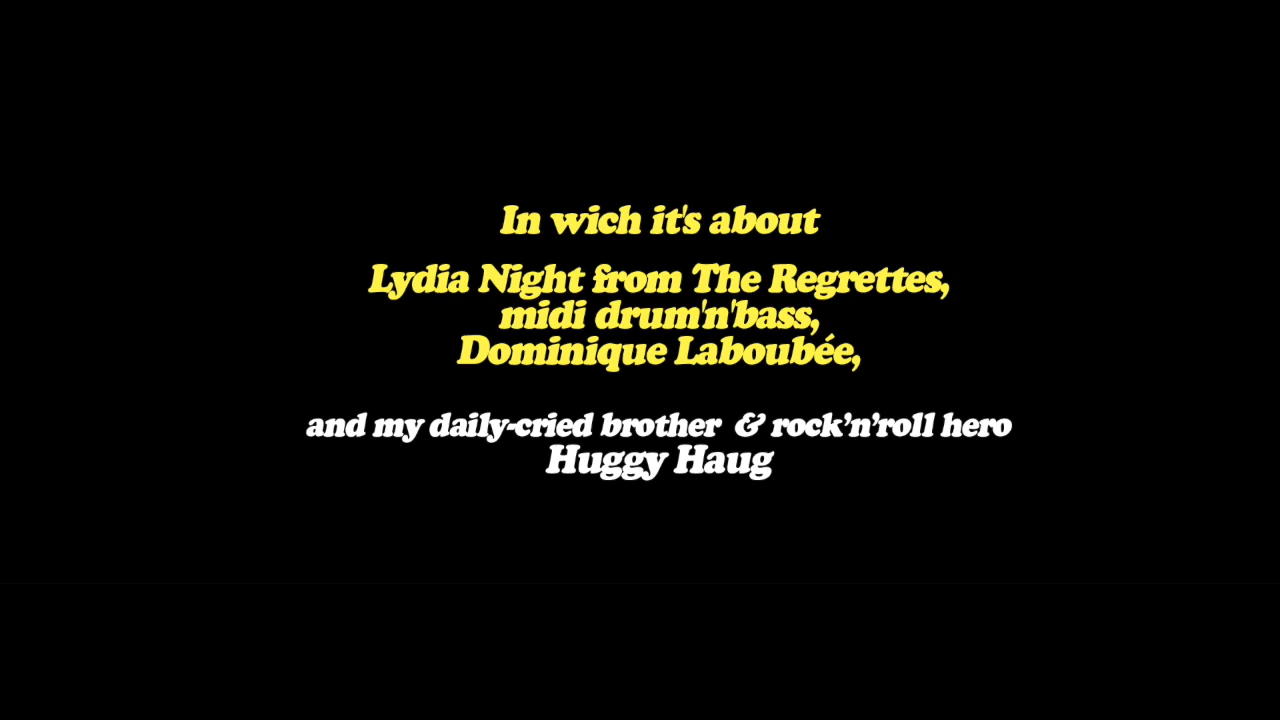 In wich it's about
Lydia Night from The Regrettes,
midi drum'n'bass,
Dominique Laboubée,
and my daily-cried brother & rock’n’roll hero
Huggy Haug